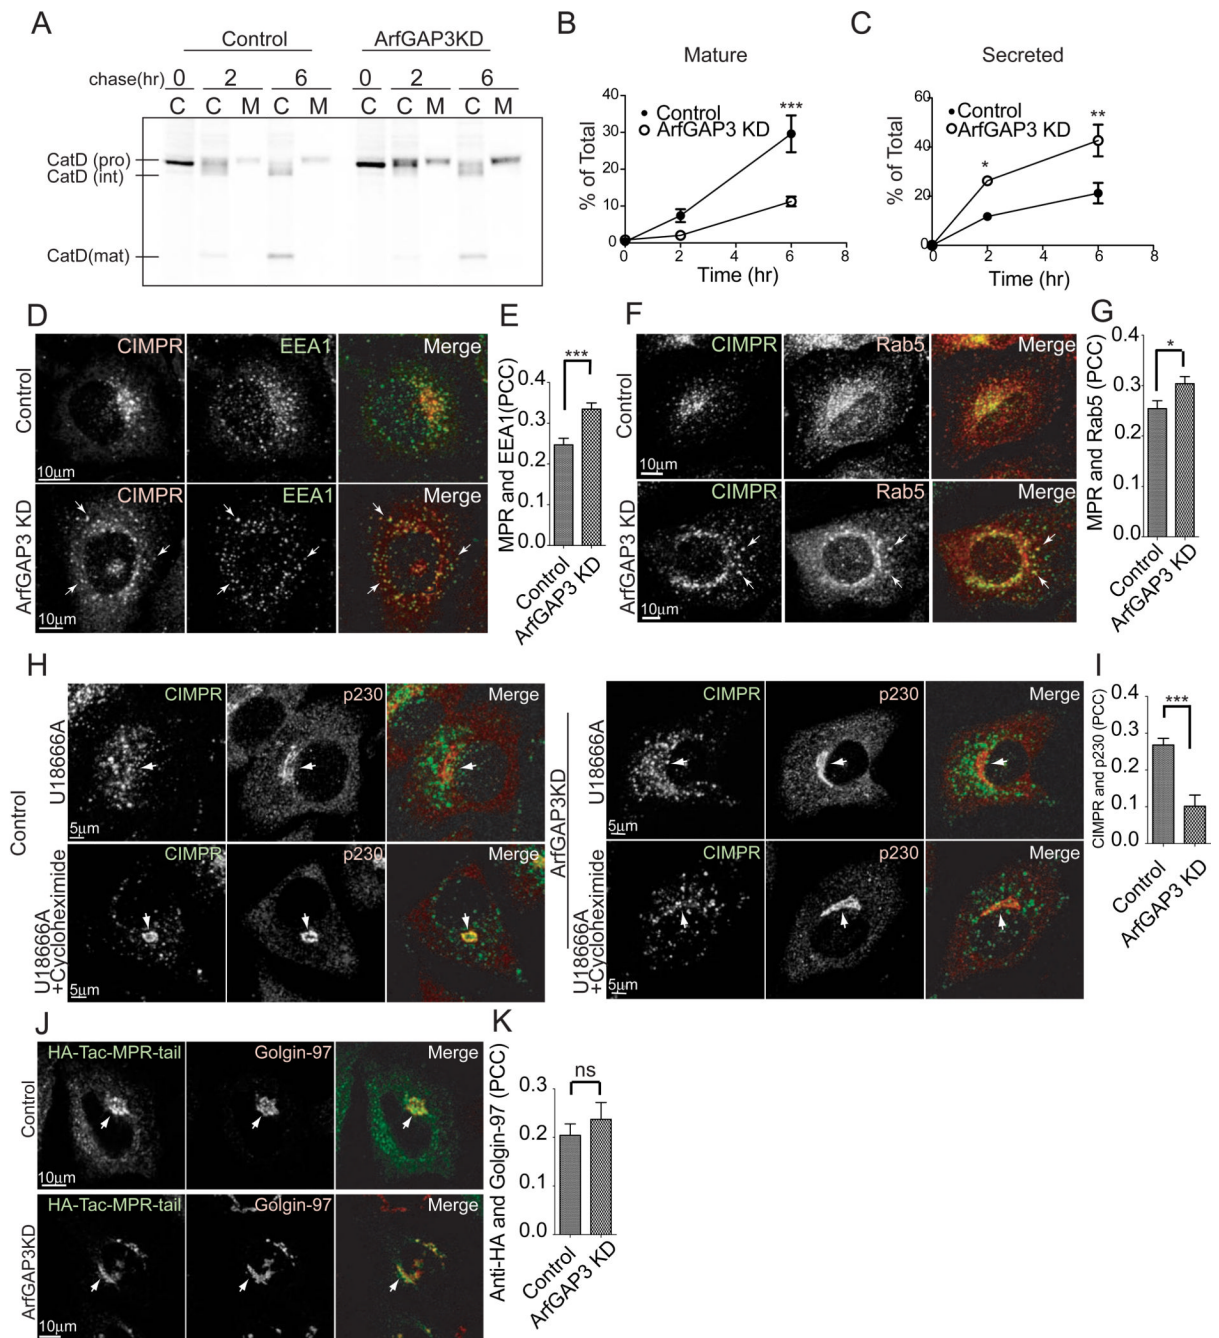 A
Control
ArfGAP3KD
chase(hr) 0 2 6 0 2 6
C C M C M C C M C M
CatD (pro)
CatD (int)
CatD(mat)
B
Mature
Control
ArfGAP3 KD
***
% of Total
40
30
20
10
0
0 2 4 6 8
Time (hr)
C
Secreted
Control
ArfGAP3 KD
*
**
% of Total
60
40
20
0
0 2 4 6 8
Time (hr)
D
Control
CIMPR EEA1 Merge
10µm
ArfGAP3 KD
CIMPR EEA1 Merge
10µm
E
***
MPR and EEA1(PCC)
0.4
0.3
0.2
0.1
0.0
Control
ArfGAP3 KD
F
Control
CIMPR Rab5 Merge
10µm
ArfGAP3 KD
CIMPR Rab5 Merge
10µm
G
*
MPR and Rab5 (PCC)
0.4
0.3
0.2
0.1
0.0
Control
ArfGAP3 KD
H
Control
U18666A
CIMPR p230 Merge
5µm
U18666A
+Cycloheximide
CIMPR p230 Merge
5µm
ArfGAP3KD
U18666A
CIMPR p230 Merge
5µm
U18666A
+Cycloheximide
CIMPR p230 Merge
5µm
I
***
CIMPR and p230 (PCC)
0.4
0.3
0.2
0.1
0.0
Control
ArfGAP3 KD
J
Control
HA-Tac-MPR-tail Golgin-97 Merge
10µm
ArfGAP3KD
HA-Tac-MPR-tail Golgin-97 Merge
10µm
K
ns
Anti-HA and Golgin-97 (PCC)
0.3
0.2
0.1
0.0
Control
ArfGAP3 KD